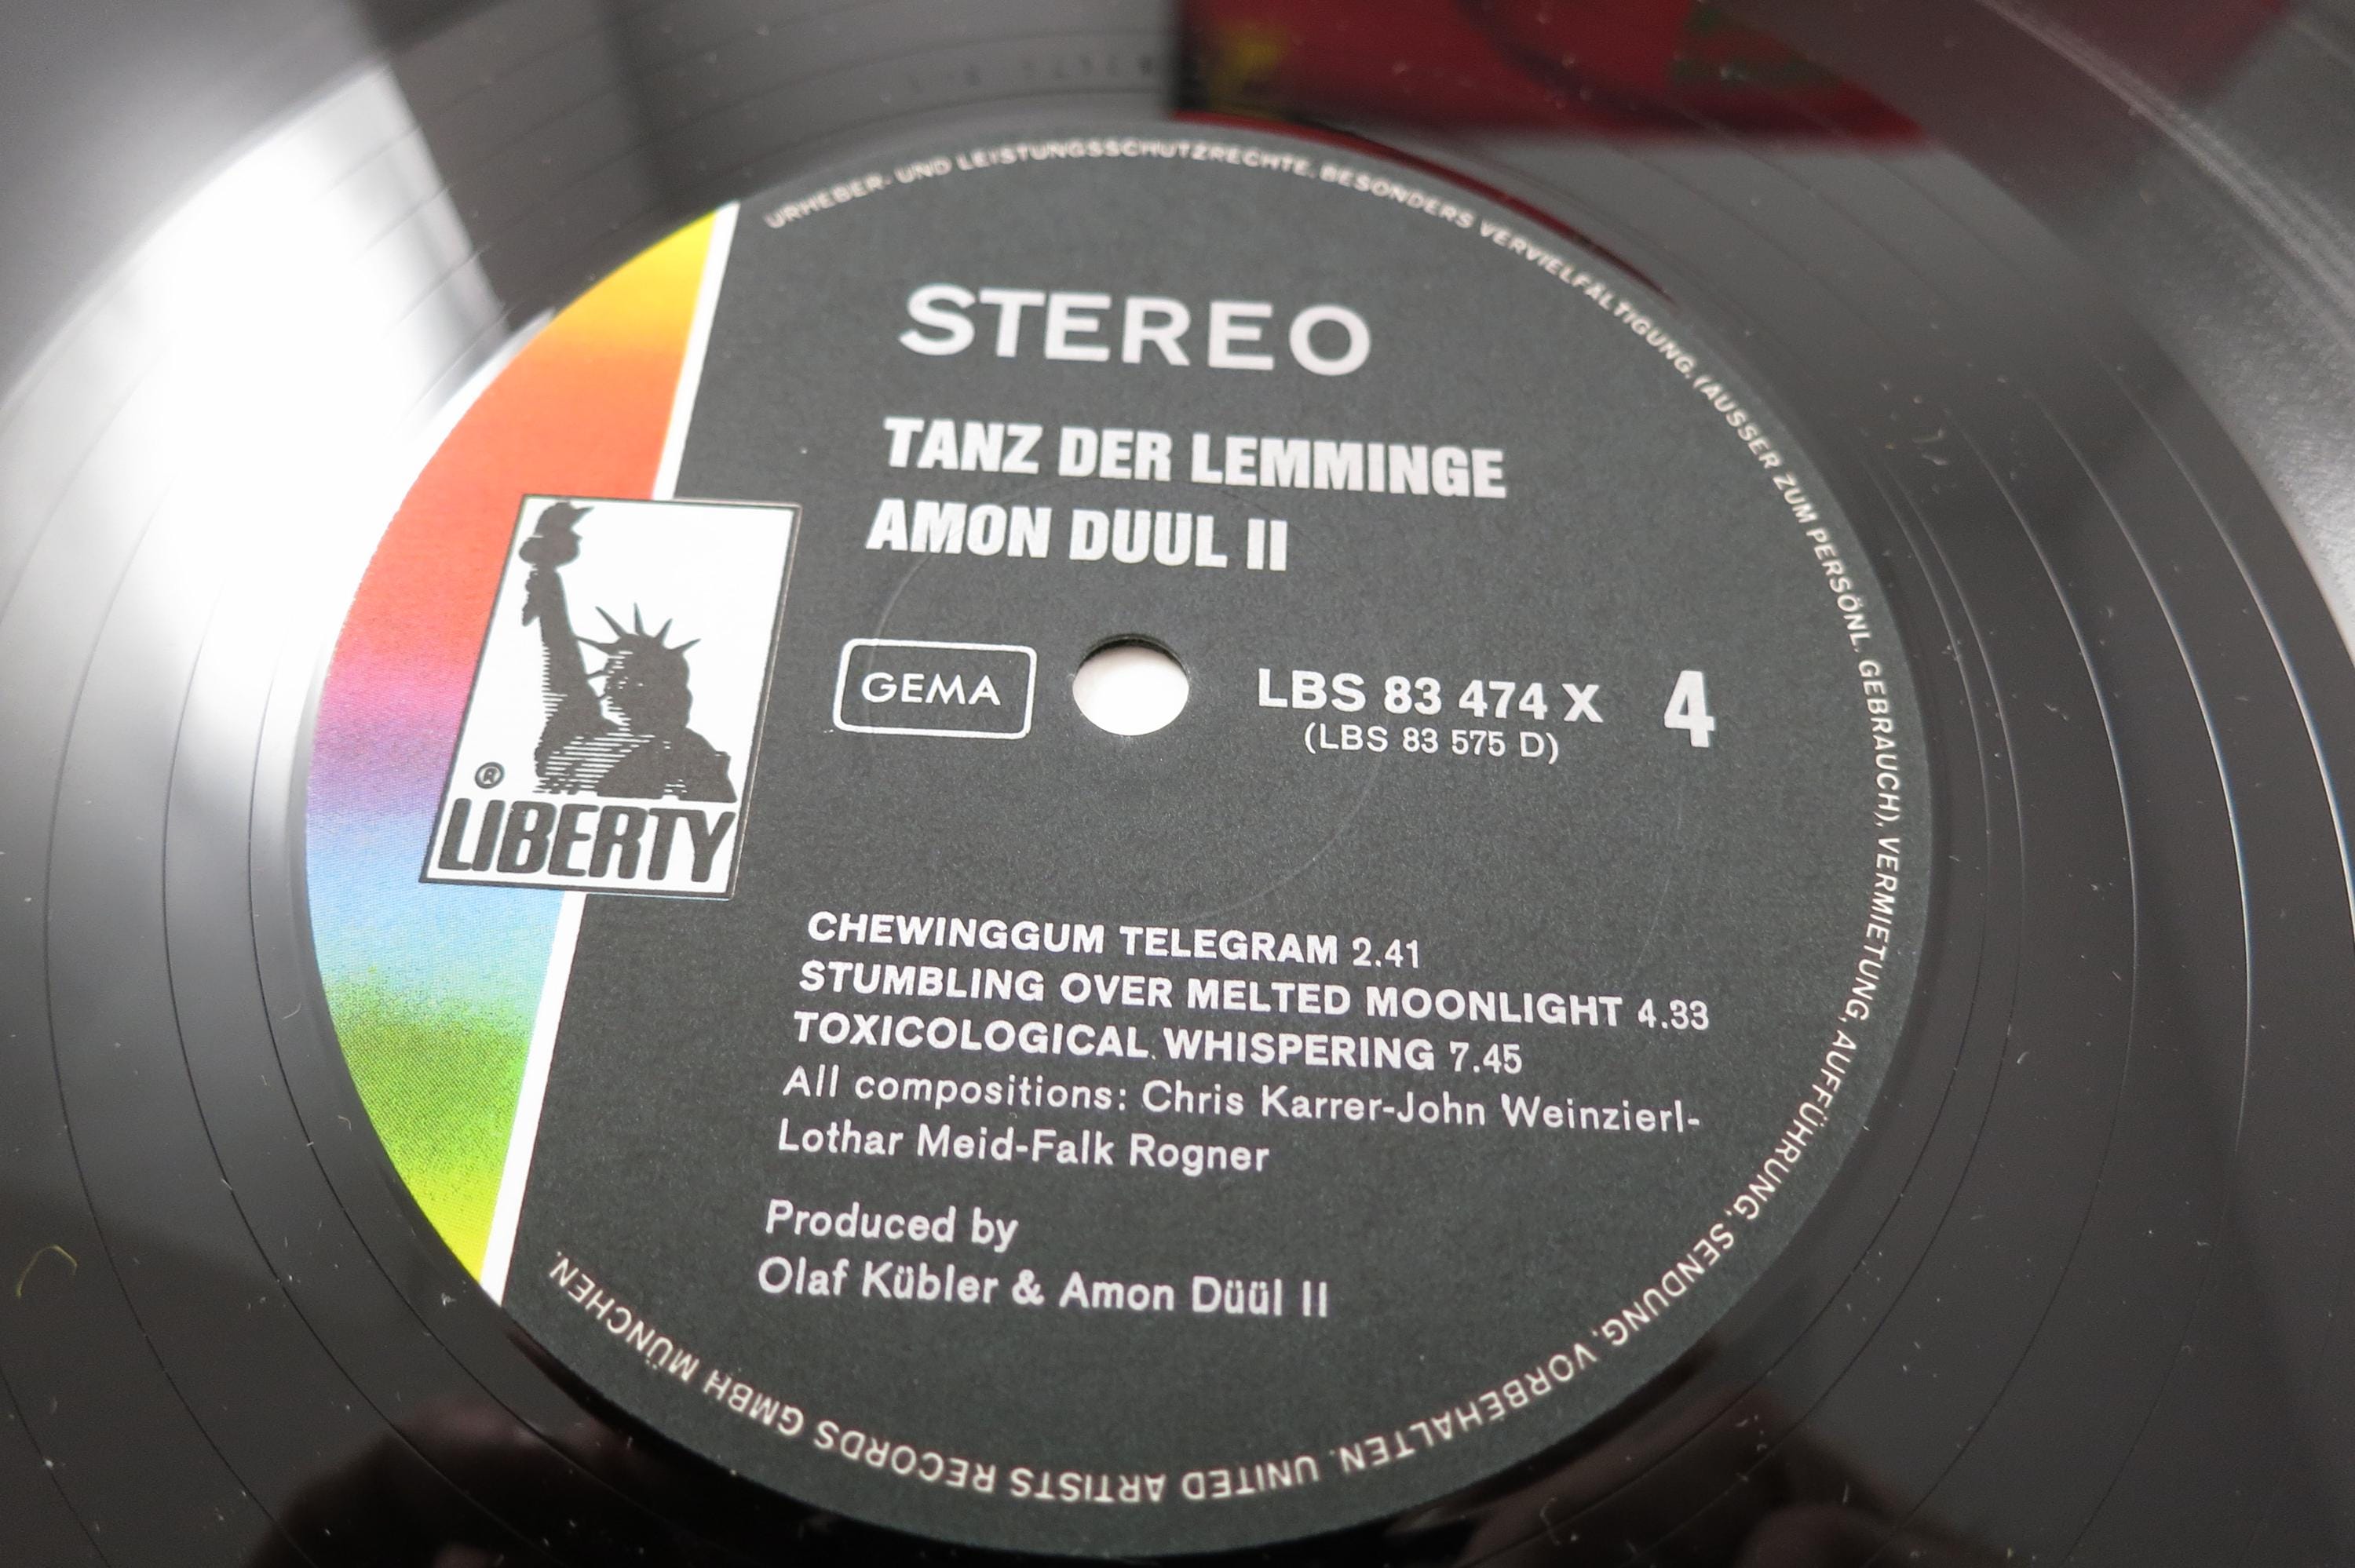 URHEBER- UND LEISTUNGSSCHUTZRECHTE, BESONDERS VERVIELFÄLTIGUNG, (AUSSER ZUM PERSÖNL. GEBRAUCH), VERMIETUNG, AUFFÜHRUNG, SENDUNG, VORBEHALTEN. UNITED ARTISTS RECORDS GMBH MÜNCHEN.
STEREO
TANZ DER LEMMINGE
AMON DUUL II
GEMA
LBS 83 474 X 4
(LBS 83 575 D)
®
LIBERTY
CHEWINGGUM TELEGRAM 2.41
STUMBLING OVER MELTED MOONLIGHT 4.33
TOXICOLOGICAL WHISPERING 7.45
All compositions: Chris Karrer-John Weinzierl-
Lothar Meid-Falk Rogner
Produced by
Olaf Kübler & Amon Düül II